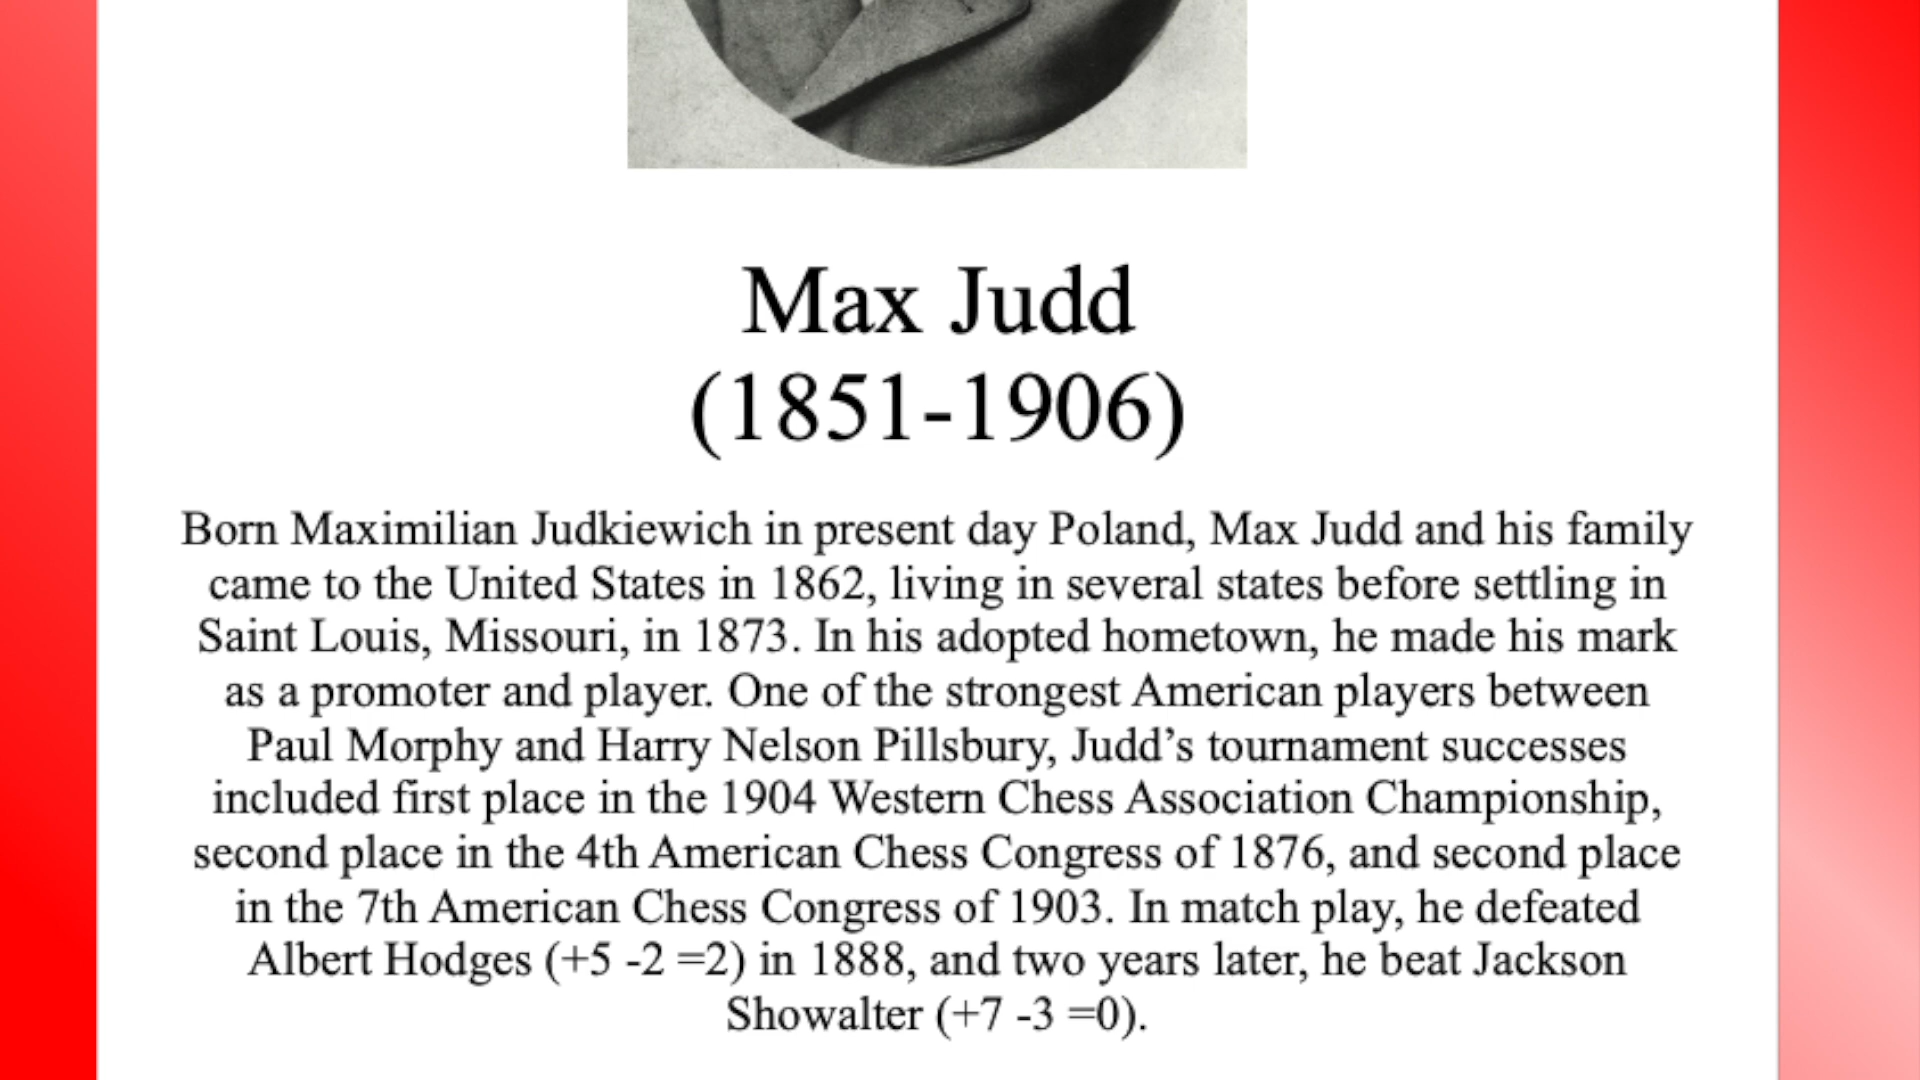 Max Judd
(1851-1906)
Born Maximilian Judkiewich in present day Poland, Max Judd and his family
came to the United States in 1862, living in several states before settling in
Saint Louis, Missouri, in 1873. In his adopted hometown, he made his mark
as a promoter and player. One of the strongest American players between
Paul Morphy and Harry Nelson Pillsbury, Judd’s tournament successes
included first place in the 1904 Western Chess Association Championship,
second place in the 4th American Chess Congress of 1876, and second place
in the 7th American Chess Congress of 1903. In match play, he defeated
Albert Hodges (+5 -2 =2) in 1888, and two years later, he beat Jackson
Showalter (+7 -3 =0).